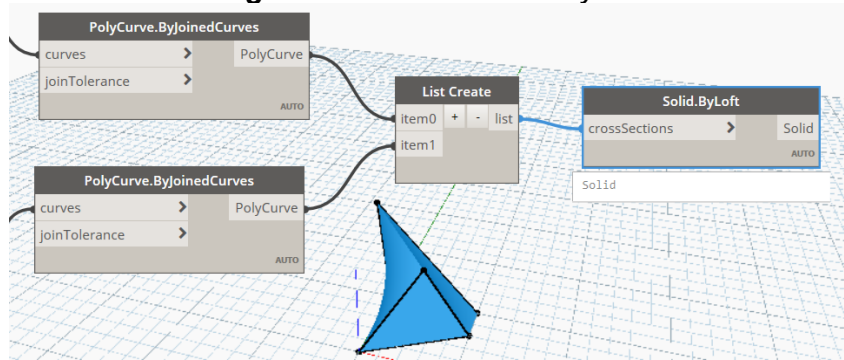 PolyCurve.ByJoinedCurves
curves > PolyCurve
joinTolerance >
AUTO
List Create
item0 + - list
item1
Solid.ByLoft
crossSections > Solid
AUTO
Solid
PolyCurve.ByJoinedCurves
curves > PolyCurve
joinTolerance >
AUTO